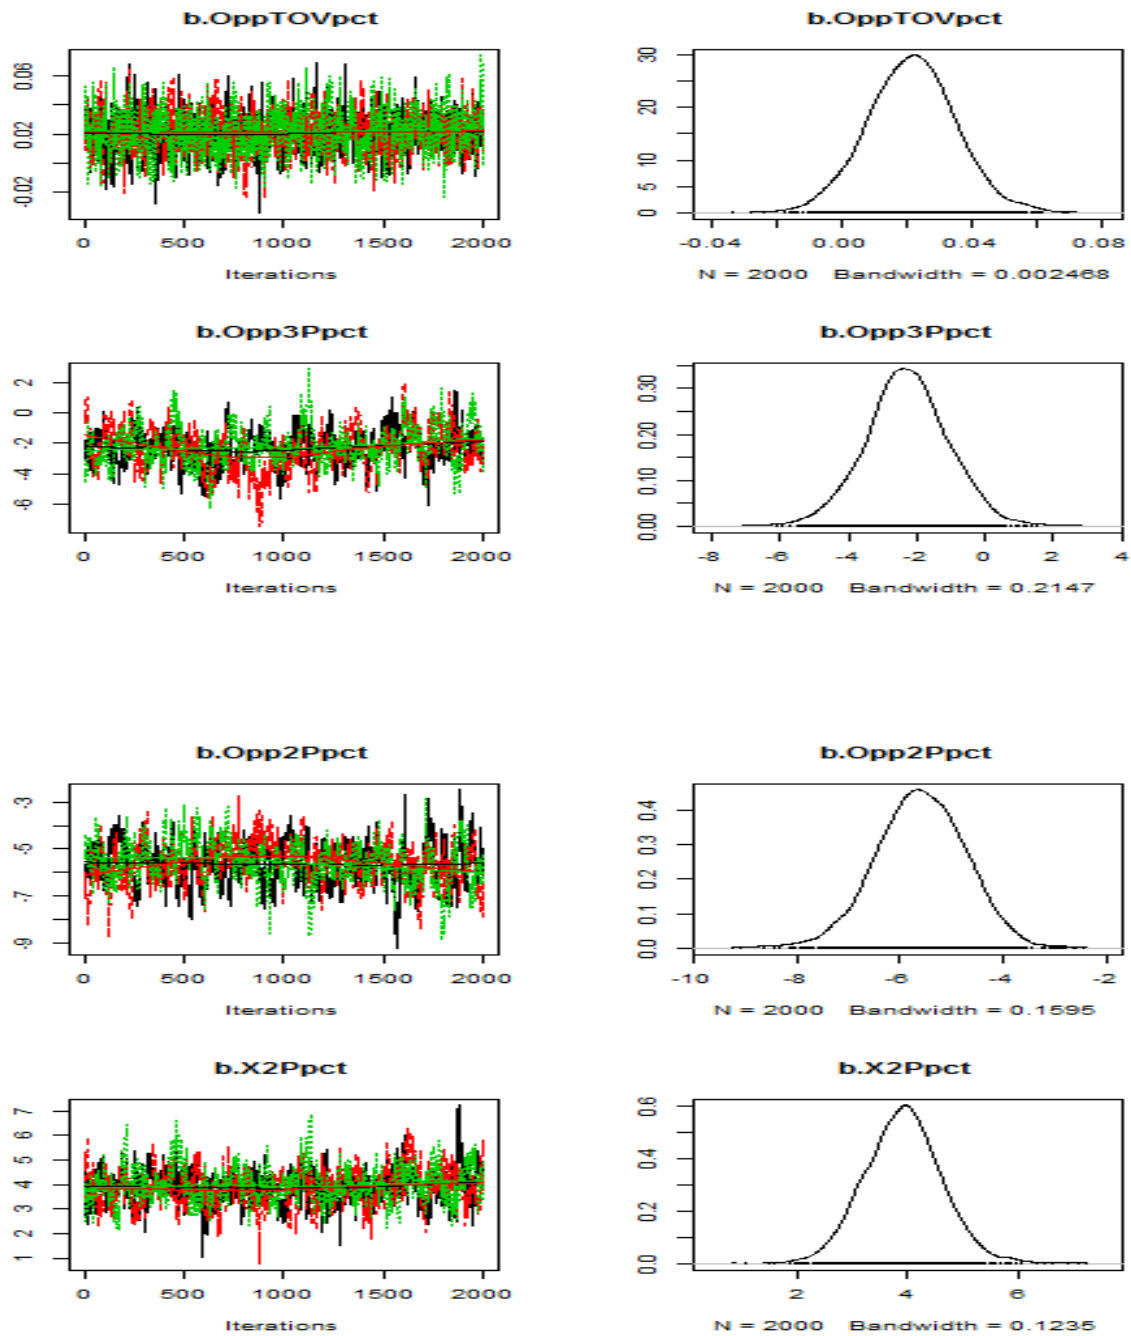 b.OppTOVpct
b.OppTOVpct
0.06
0.02
-0.02
0 500 1000 1500 2000
Iterations
30
20
10
5
0
-0.04 0.00 0.04 0.08
N = 2000 Bandwidth = 0.002468
b.Opp3Ppct
b.Opp3Ppct
2
0
-2
-4
-6
0 500 1000 1500 2000
Iterations
0.30
0.20
0.10
0.00
-8 -6 -4 -2 0 2 4
N = 2000 Bandwidth = 0.2147
b.Opp2Ppct
b.Opp2Ppct
-3
-5
-7
-9
0 500 1000 1500 2000
Iterations
0.4
0.3
0.2
0.1
0.0
-10 -8 -6 -4 -2
N = 2000 Bandwidth = 0.1595
b.X2Ppct
b.X2Ppct
7
6
5
4
3
2
1
0 500 1000 1500 2000
Iterations
0.6
0.4
0.2
0.0
2 4 6
N = 2000 Bandwidth = 0.1235